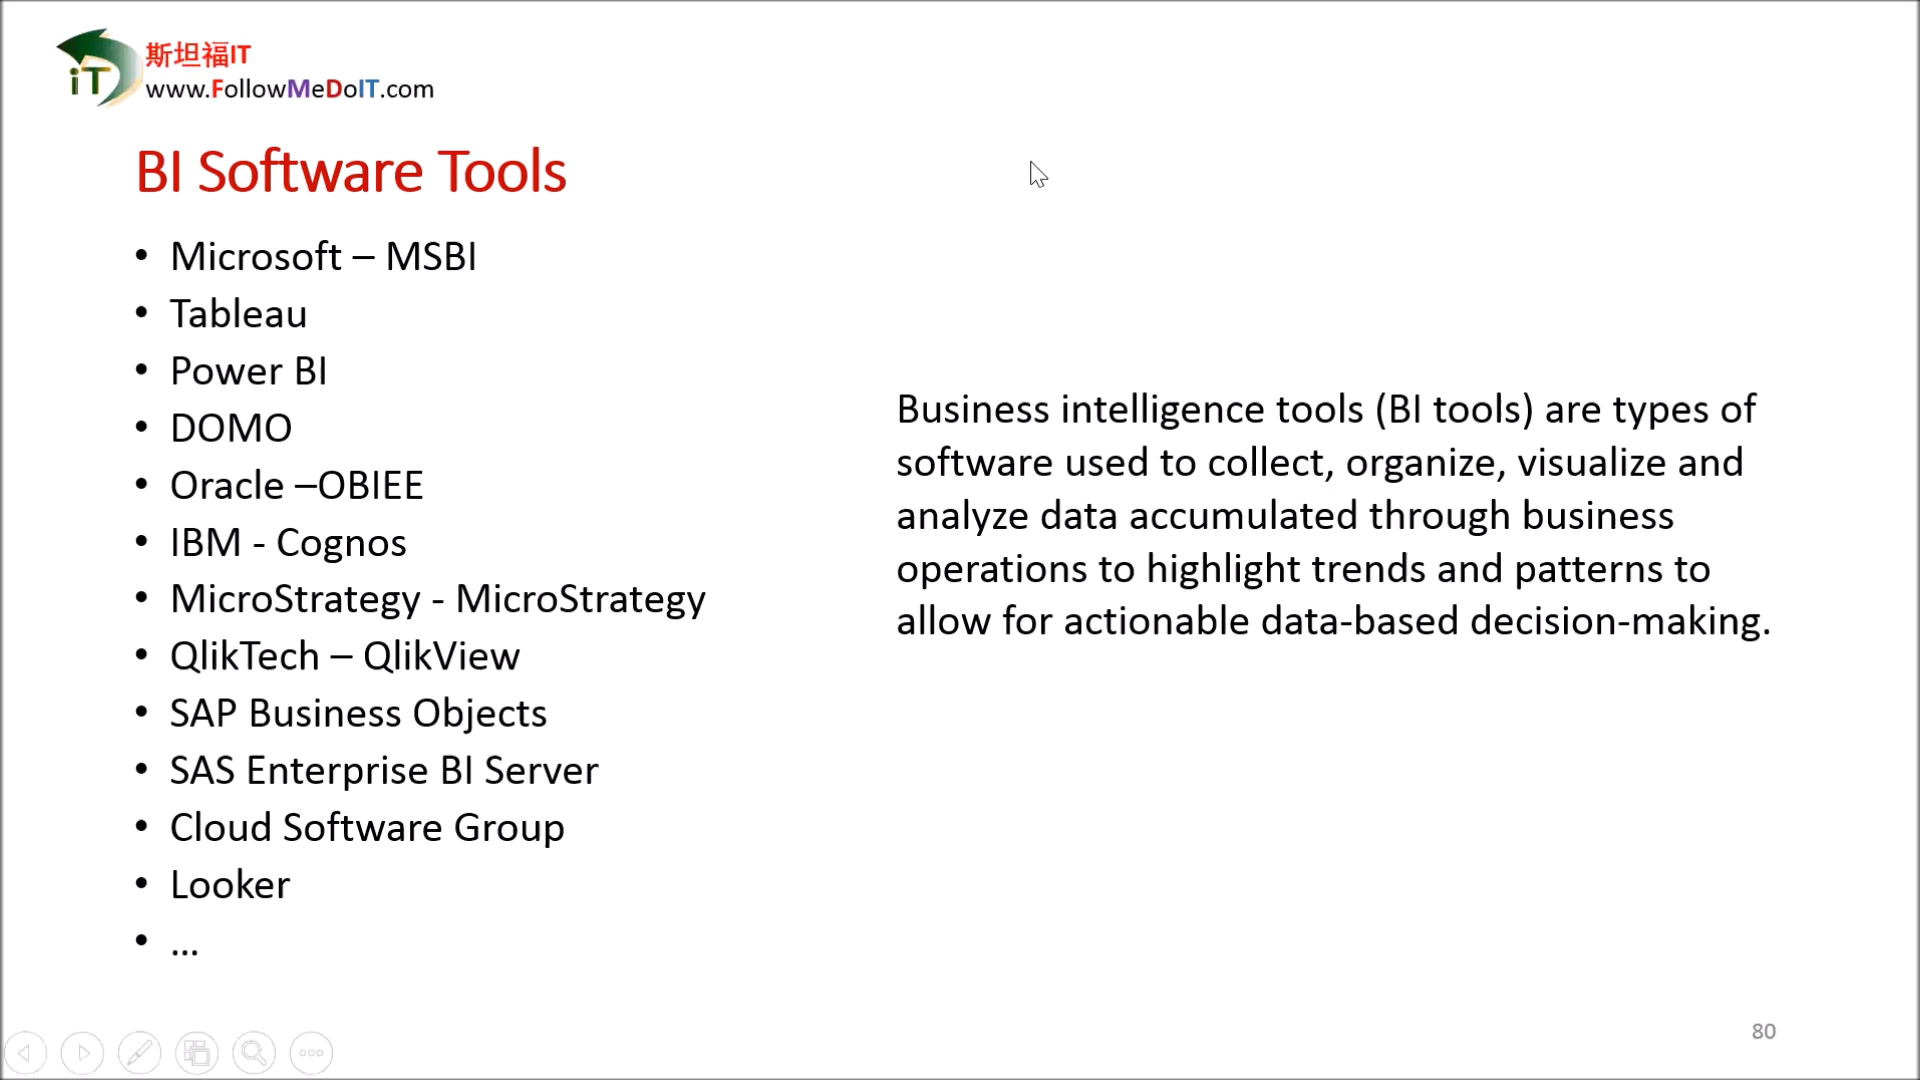 iT
斯坦福IT
www.FollowMeDoIT.com
BI Software Tools
• Microsoft – MSBI
• Tableau
• Power BI
• DOMO
• Oracle –OBIEE
• IBM - Cognos
• MicroStrategy - MicroStrategy
• QlikTech – QlikView
• SAP Business Objects
• SAS Enterprise BI Server
• Cloud Software Group
• Looker
• ...
Business intelligence tools (BI tools) are types of
software used to collect, organize, visualize and
analyze data accumulated through business
operations to highlight trends and patterns to
allow for actionable data-based decision-making.
80